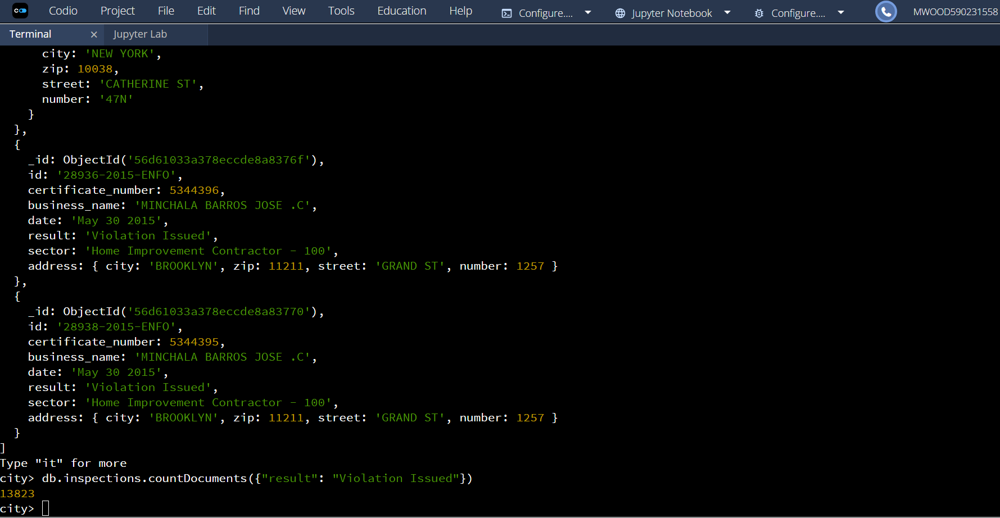 CO Codio Project File Edit Find View Tools Education Help Configure.... Jupyter Notebook Configure.... MWOOD590231558
Terminal × Jupyter Lab
city: 'NEW YORK',
zip: 10038,
street: 'CATHERINE ST',
number: '47N'
}
},
{
_id: ObjectId('56d61033a378eccde8a8376f'),
id: '28936-2015-ENFO',
certificate_number: 5344396,
business_name: 'MINCHALA BARROS JOSE .C',
date: 'May 30 2015',
result: 'Violation Issued',
sector: 'Home Improvement Contractor - 100',
address: { city: 'BROOKLYN', zip: 11211, street: 'GRAND ST', number: 1257 }
},
{
_id: ObjectId('56d61033a378eccde8a83770'),
id: '28938-2015-ENFO',
certificate_number: 5344395,
business_name: 'MINCHALA BARROS JOSE .C',
date: 'May 30 2015',
result: 'Violation Issued',
sector: 'Home Improvement Contractor - 100',
address: { city: 'BROOKLYN', zip: 11211, street: 'GRAND ST', number: 1257 }
}
]
Type "it" for more
city> db.inspections.countDocuments({"result": "Violation Issued"})
13823
city>